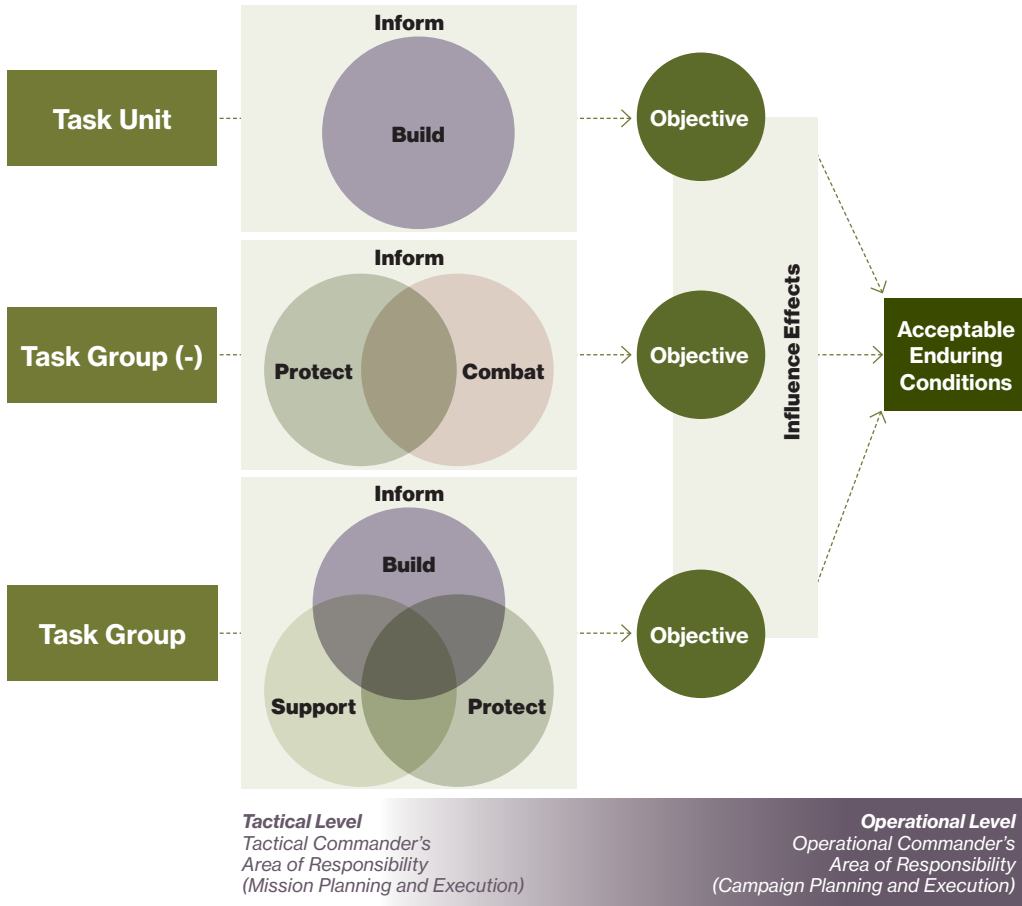 Inform
Task Unit
Build
Objective
Inform
Task Group (-)
Protect
Combat
Objective
Influence Effects
Acceptable
Enduring
Conditions
Inform
Build
Task Group
Support
Protect
Objective
Tactical Level
Tactical Commander's
Area of Responsibility
(Mission Planning and Execution)
Operational Level
Operational Commander's
Area of Responsibility
(Campaign Planning and Execution)